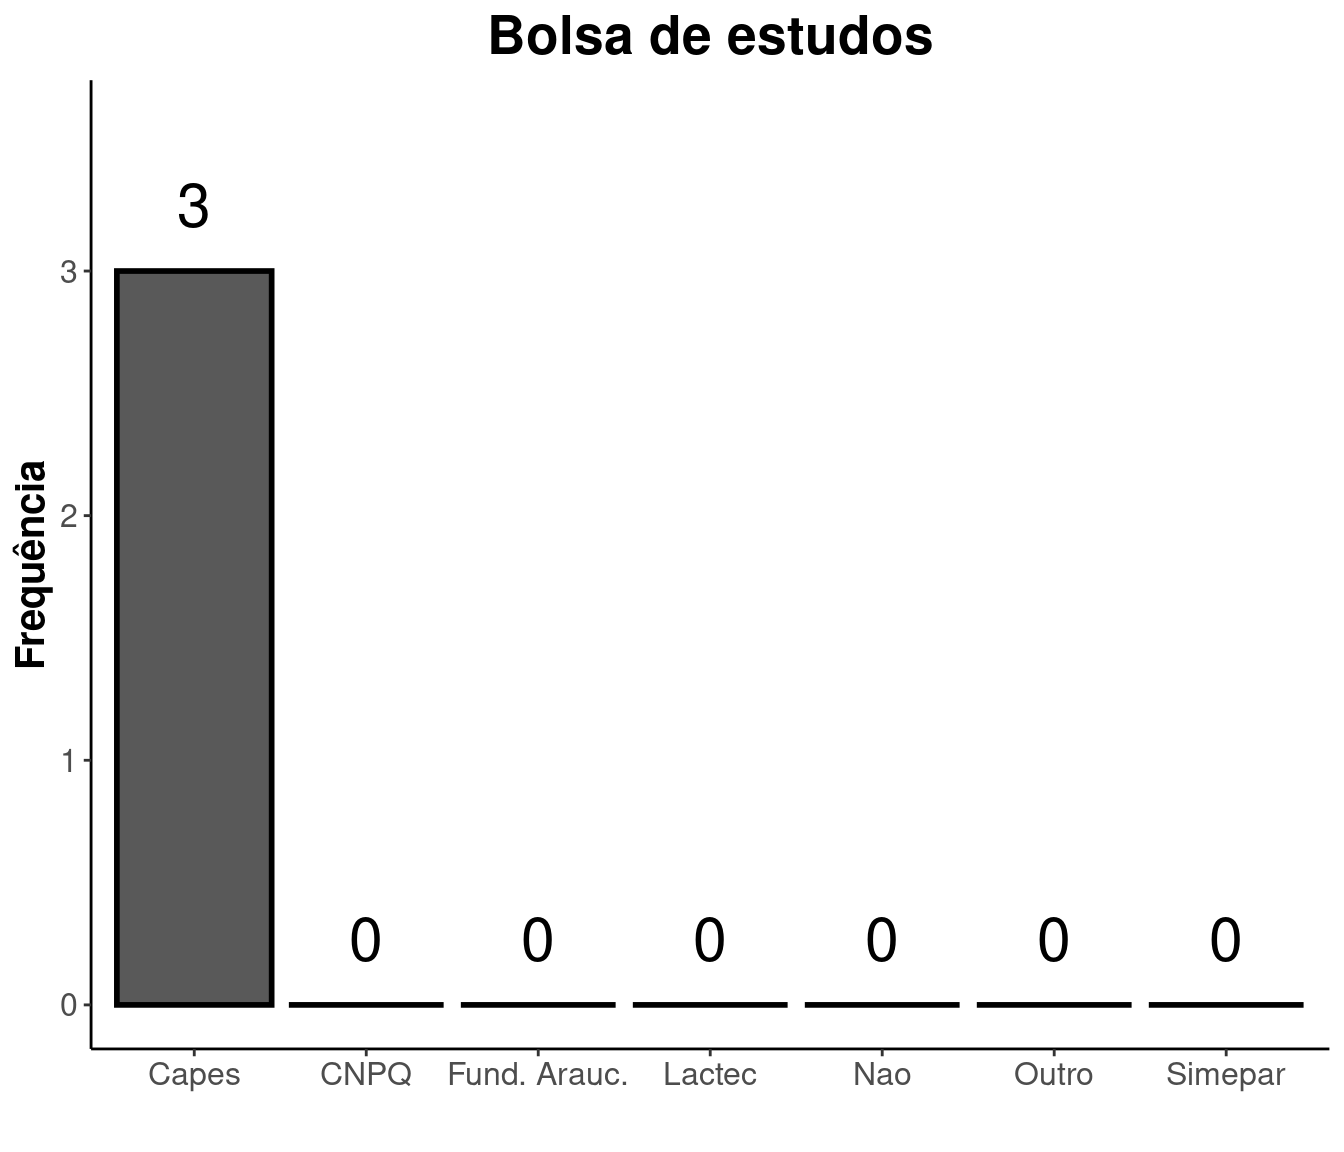 Bolsa de estudos
Frequência
3
2
1
0
3
0
0
0
0
0
0
Capes
CNPQ
Fund. Arauc.
Lactec
Nao
Outro
Simepar